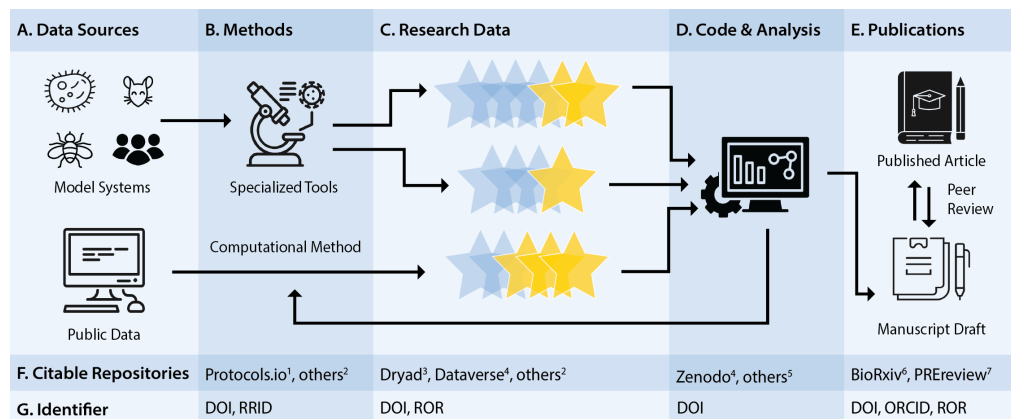 A. Data Sources
B. Methods
C. Research Data
D. Code & Analysis
E. Publications
Model Systems
Specialized Tools
Published Article
Peer
Review
Computational Method
Public Data
Manuscript Draft
F. Citable Repositories
Protocols.io¹, others²
Dryad³, Dataverse⁴, others²
Zenodo⁴, others⁵
BioRxiv⁶, PREreview⁷
G. Identifier
DOI, RRID
DOI, ROR
DOI
DOI, ORCID, ROR